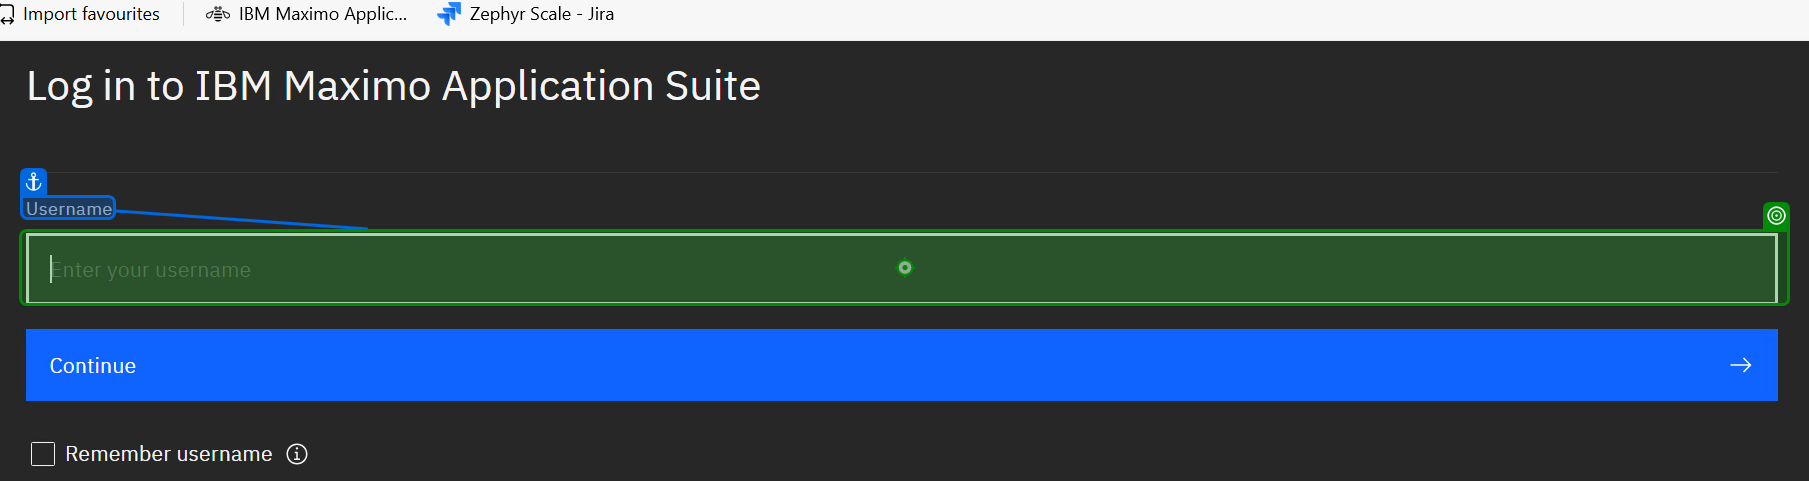 Import favourites IBM Maximo Applic... Zephyr Scale - Jira
Log in to IBM Maximo Application Suite
Username
Enter your username
Continue
Remember username